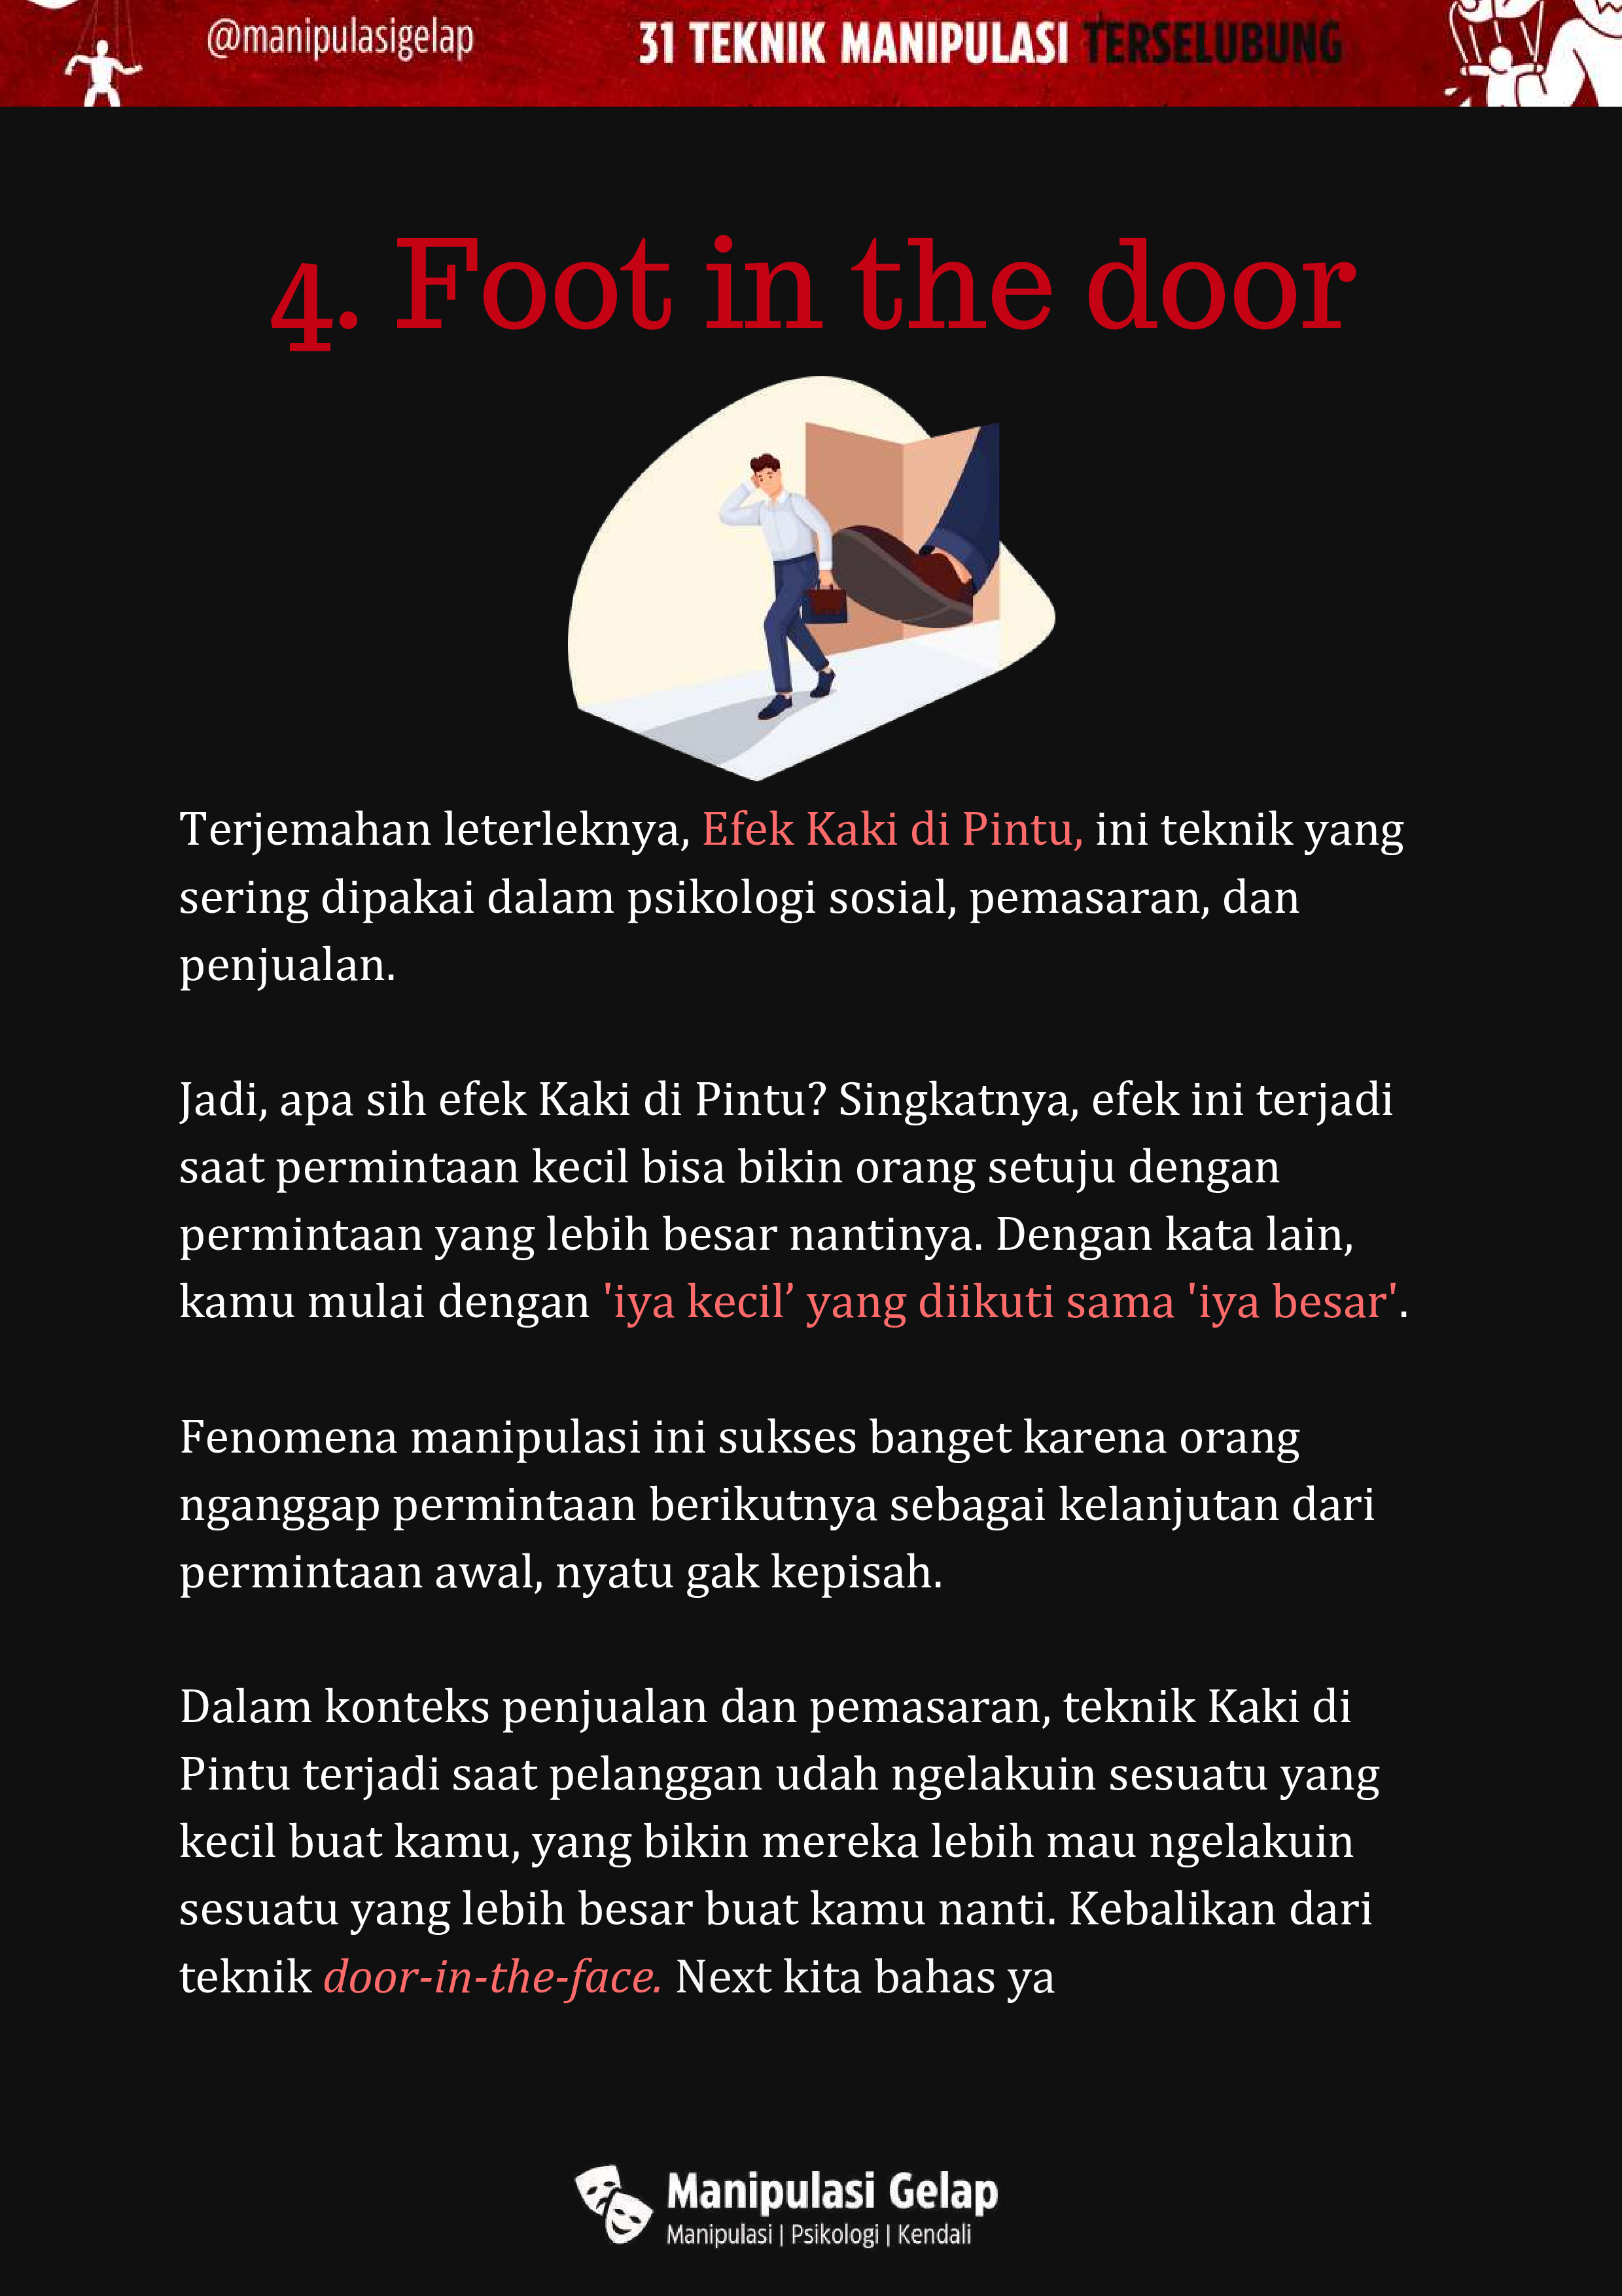 @manipulasigelap
31 TEKNIK MANIPULASI TERSELUBUNG
4. Foot in the door
Terjemahan leterleknya, Efek Kaki di Pintu, ini teknik yang
sering dipakai dalam psikologi sosial, pemasaran, dan
penjualan.
Jadi, apa sih efek Kaki di Pintu? Singkatnya, efek ini terjadi
saat permintaan kecil bisa bikin orang setuju dengan
permintaan yang lebih besar nantinya. Dengan kata lain,
kamu mulai dengan 'iya kecil’ yang diikuti sama 'iya besar'.
Fenomena manipulasi ini sukses banget karena orang
nganggap permintaan berikutnya sebagai kelanjutan dari
permintaan awal, nyatu gak kepisah.
Dalam konteks penjualan dan pemasaran, teknik Kaki di
Pintu terjadi saat pelanggan udah ngelakuin sesuatu yang
kecil buat kamu, yang bikin mereka lebih mau ngelakuin
sesuatu yang lebih besar buat kamu nanti. Kebalikan dari
teknik door-in-the-face. Next kita bahas ya
Manipulasi Gelap
Manipulasi | Psikologi | Kendali